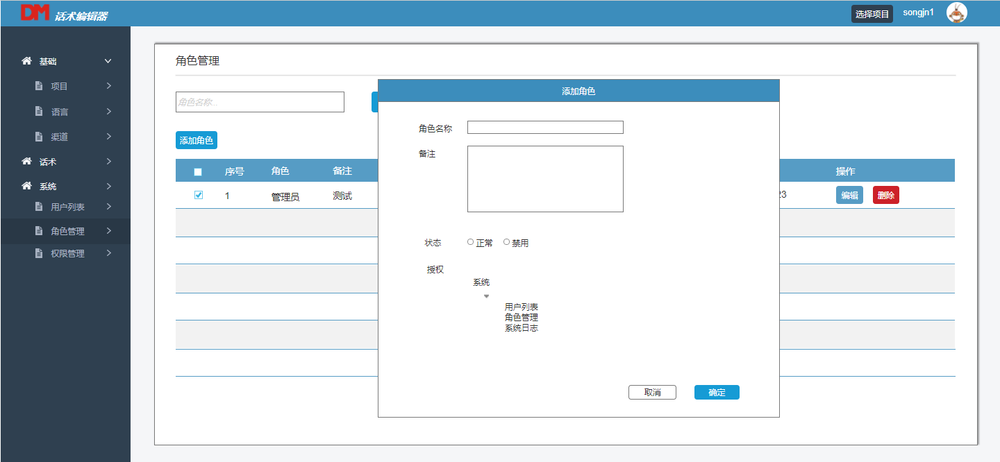 DM 话术编辑器
选择项目
songjn1
基础
项目
语言
渠道
话术
系统
用户列表
角色管理
权限管理
角色管理
角色名称...
添加角色
序号 角色 备注 操作
1 管理员 测试 23 编辑 删除
添加角色
角色名称
备注
状态 正常 禁用
授权
系统
用户列表
角色管理
系统日志
取消 确定